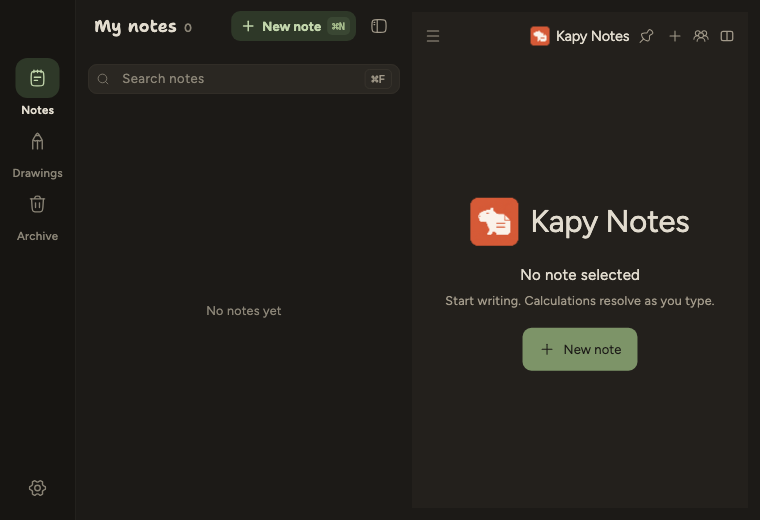 My notes 0
New note ⌘N
Kapy Notes
Search notes ⌘F
Notes
Drawings
Archive
No notes yet
Kapy Notes
No note selected
Start writing. Calculations resolve as you type.
New note